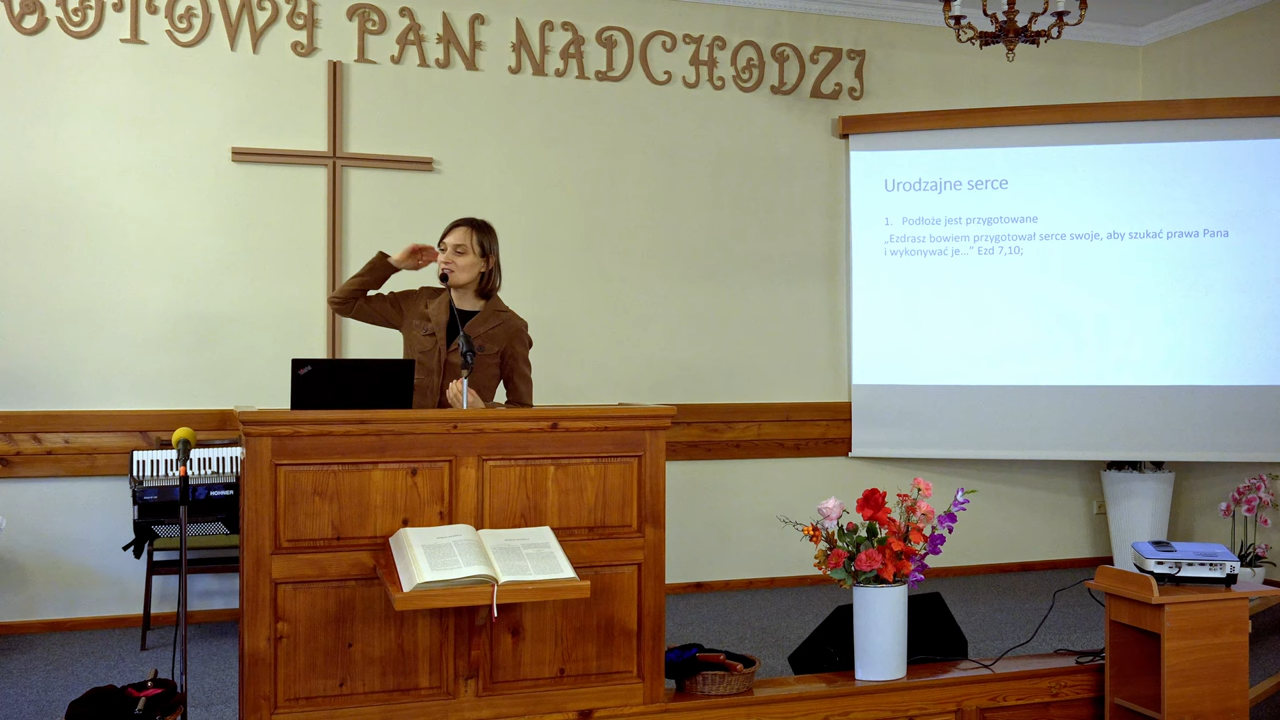 GOTOWY PAN NADCHODZI
Urodzajne serce
1. Podłoże jest przygotowane
„Ezdrasz bowiem przygotował serce swoje, aby szukać prawa Pana
i wykonywać je…” Ezd 7,10;
HOHNER